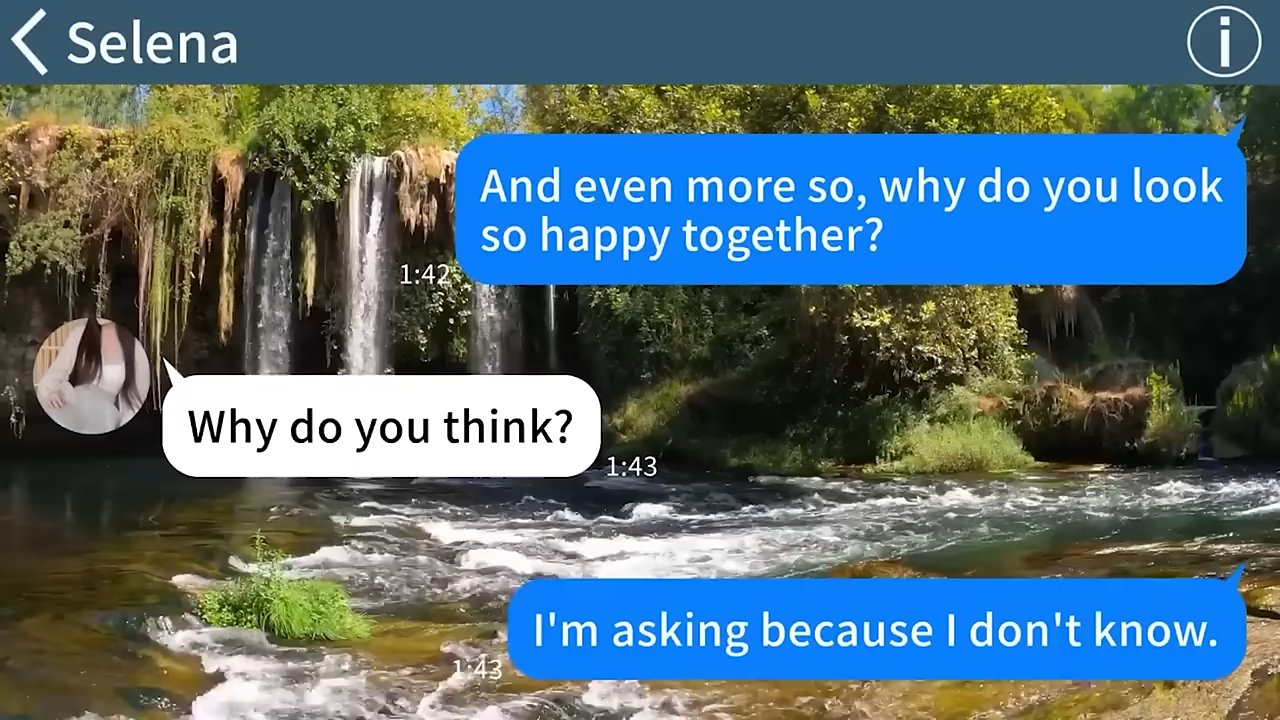 Selena
And even more so, why do you look
so happy together?
1:42
Why do you think?
1:43
I'm asking because I don't know.
1:43